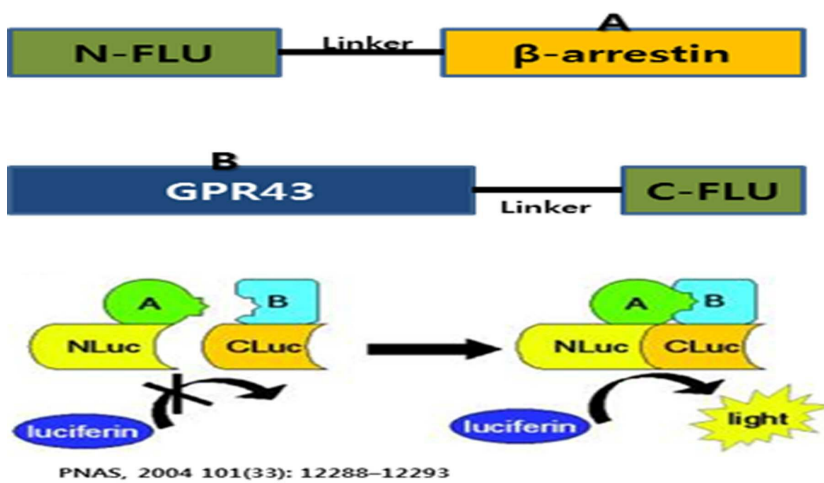 A
N-FLU Linker β-arrestin
B
GPR43 Linker C-FLU
A B A B
NLuc CLuc NLuc CLuc
luciferin luciferin light
PNAS, 2004 101(33): 12288–12293